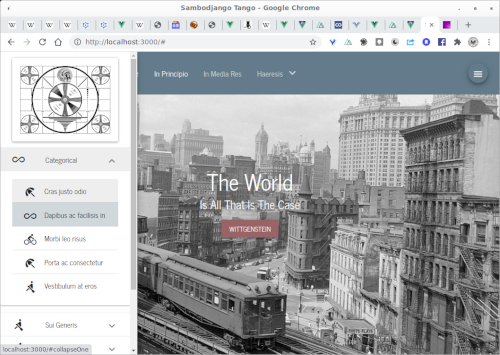 Sambodjango Tango - Google Chrome
http://localhost:3000/#
In Principio
In Media Res
Haeresis
Categorical
Cras justo odio
Dapibus ac facilisis in
Morbi leo risus
Porta ac consectetur
Vestibulum at eros
Sui Generis
The World
Is All That Is The Case
WITTGENSTEIN
localhost:3000/#collapseOne